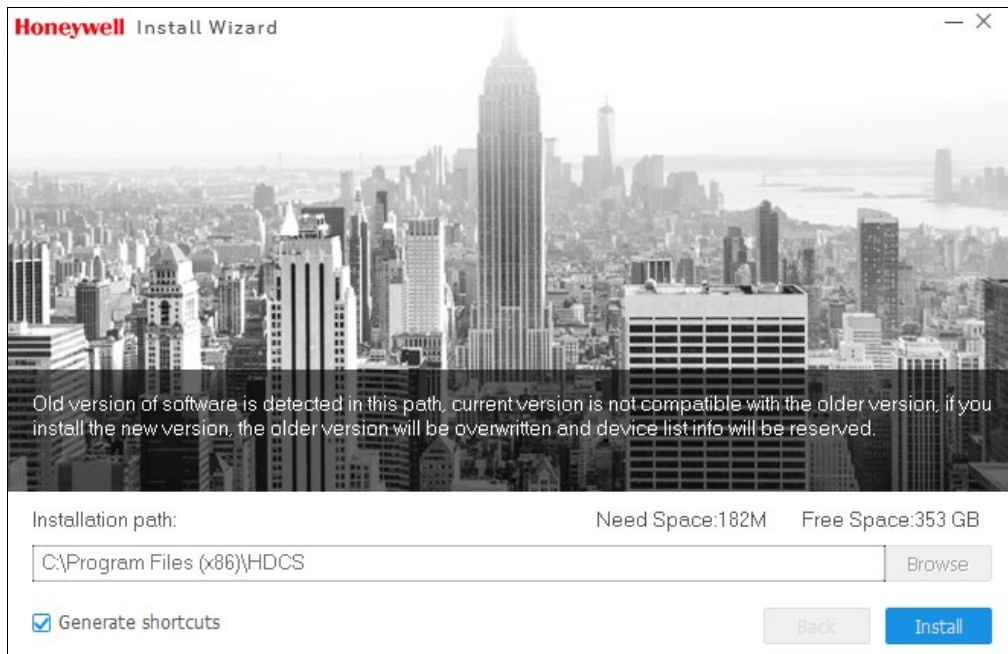 Honeywell Install Wizard
Old version of software is detected in this path, current version is not compatible with the older version, if you
install the new version, the older version will be overwritten and device list info will be reserved.
Installation path: Need Space:182M Free Space:353 GB
C:\Program Files (x86)\HDCS Browse
Generate shortcuts Back Install